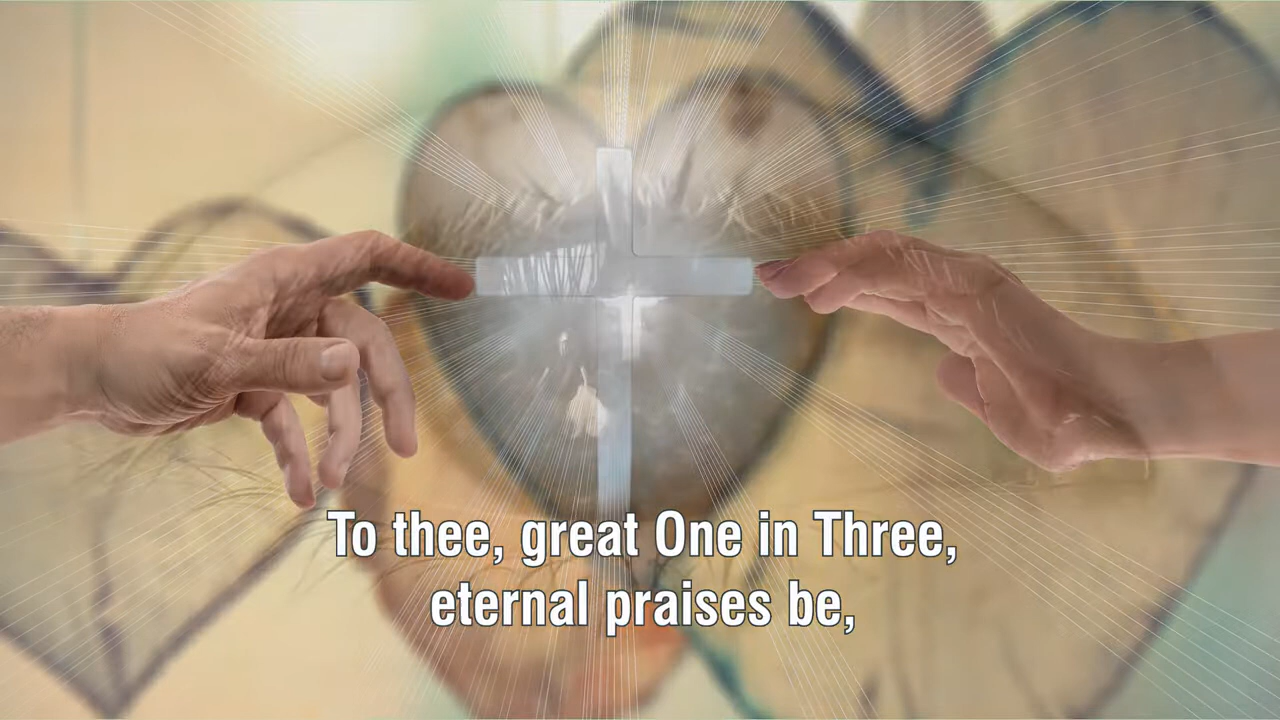 To thee, great One in Three,
eternal praises be,